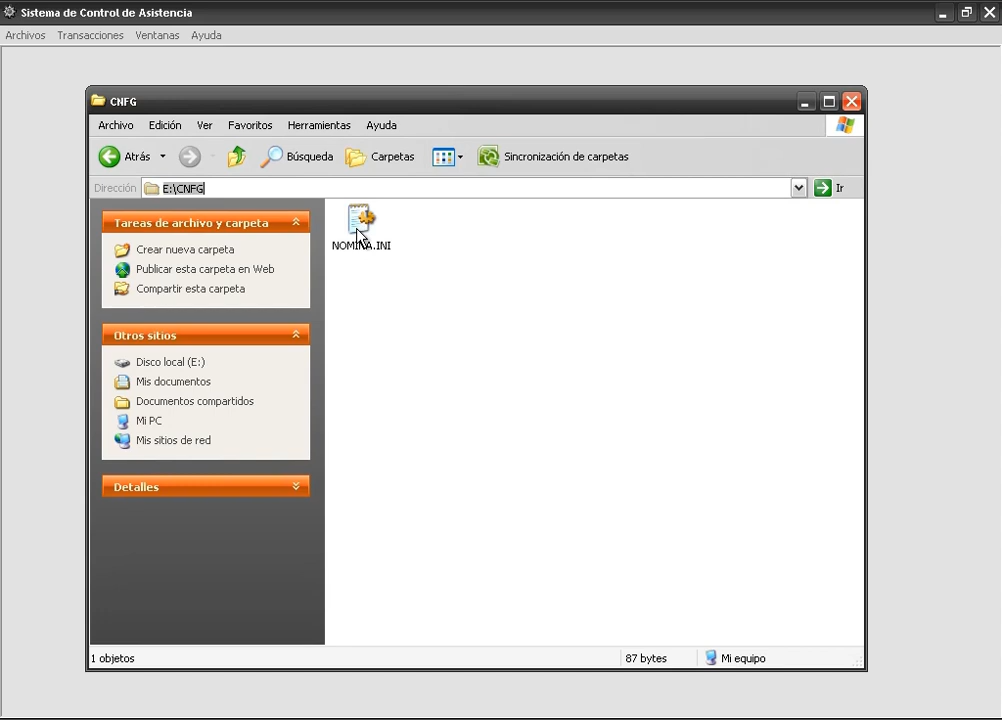 Sistema de Control de Asistencia
Archivos Transacciones Ventanas Ayuda
CNFG
Archivo Edición Ver Favoritos Herramientas Ayuda
Atrás Búsqueda Carpetas Sincronización de carpetas
Dirección E:\CNFG Ir
Tareas de archivo y carpeta
Crear nueva carpeta
Publicar esta carpeta en Web
Compartir esta carpeta
Otros sitios
Disco local (E:)
Mis documentos
Documentos compartidos
Mi PC
Mis sitios de red
Detalles
NOMINA.INI
1 objetos 87 bytes Mi equipo